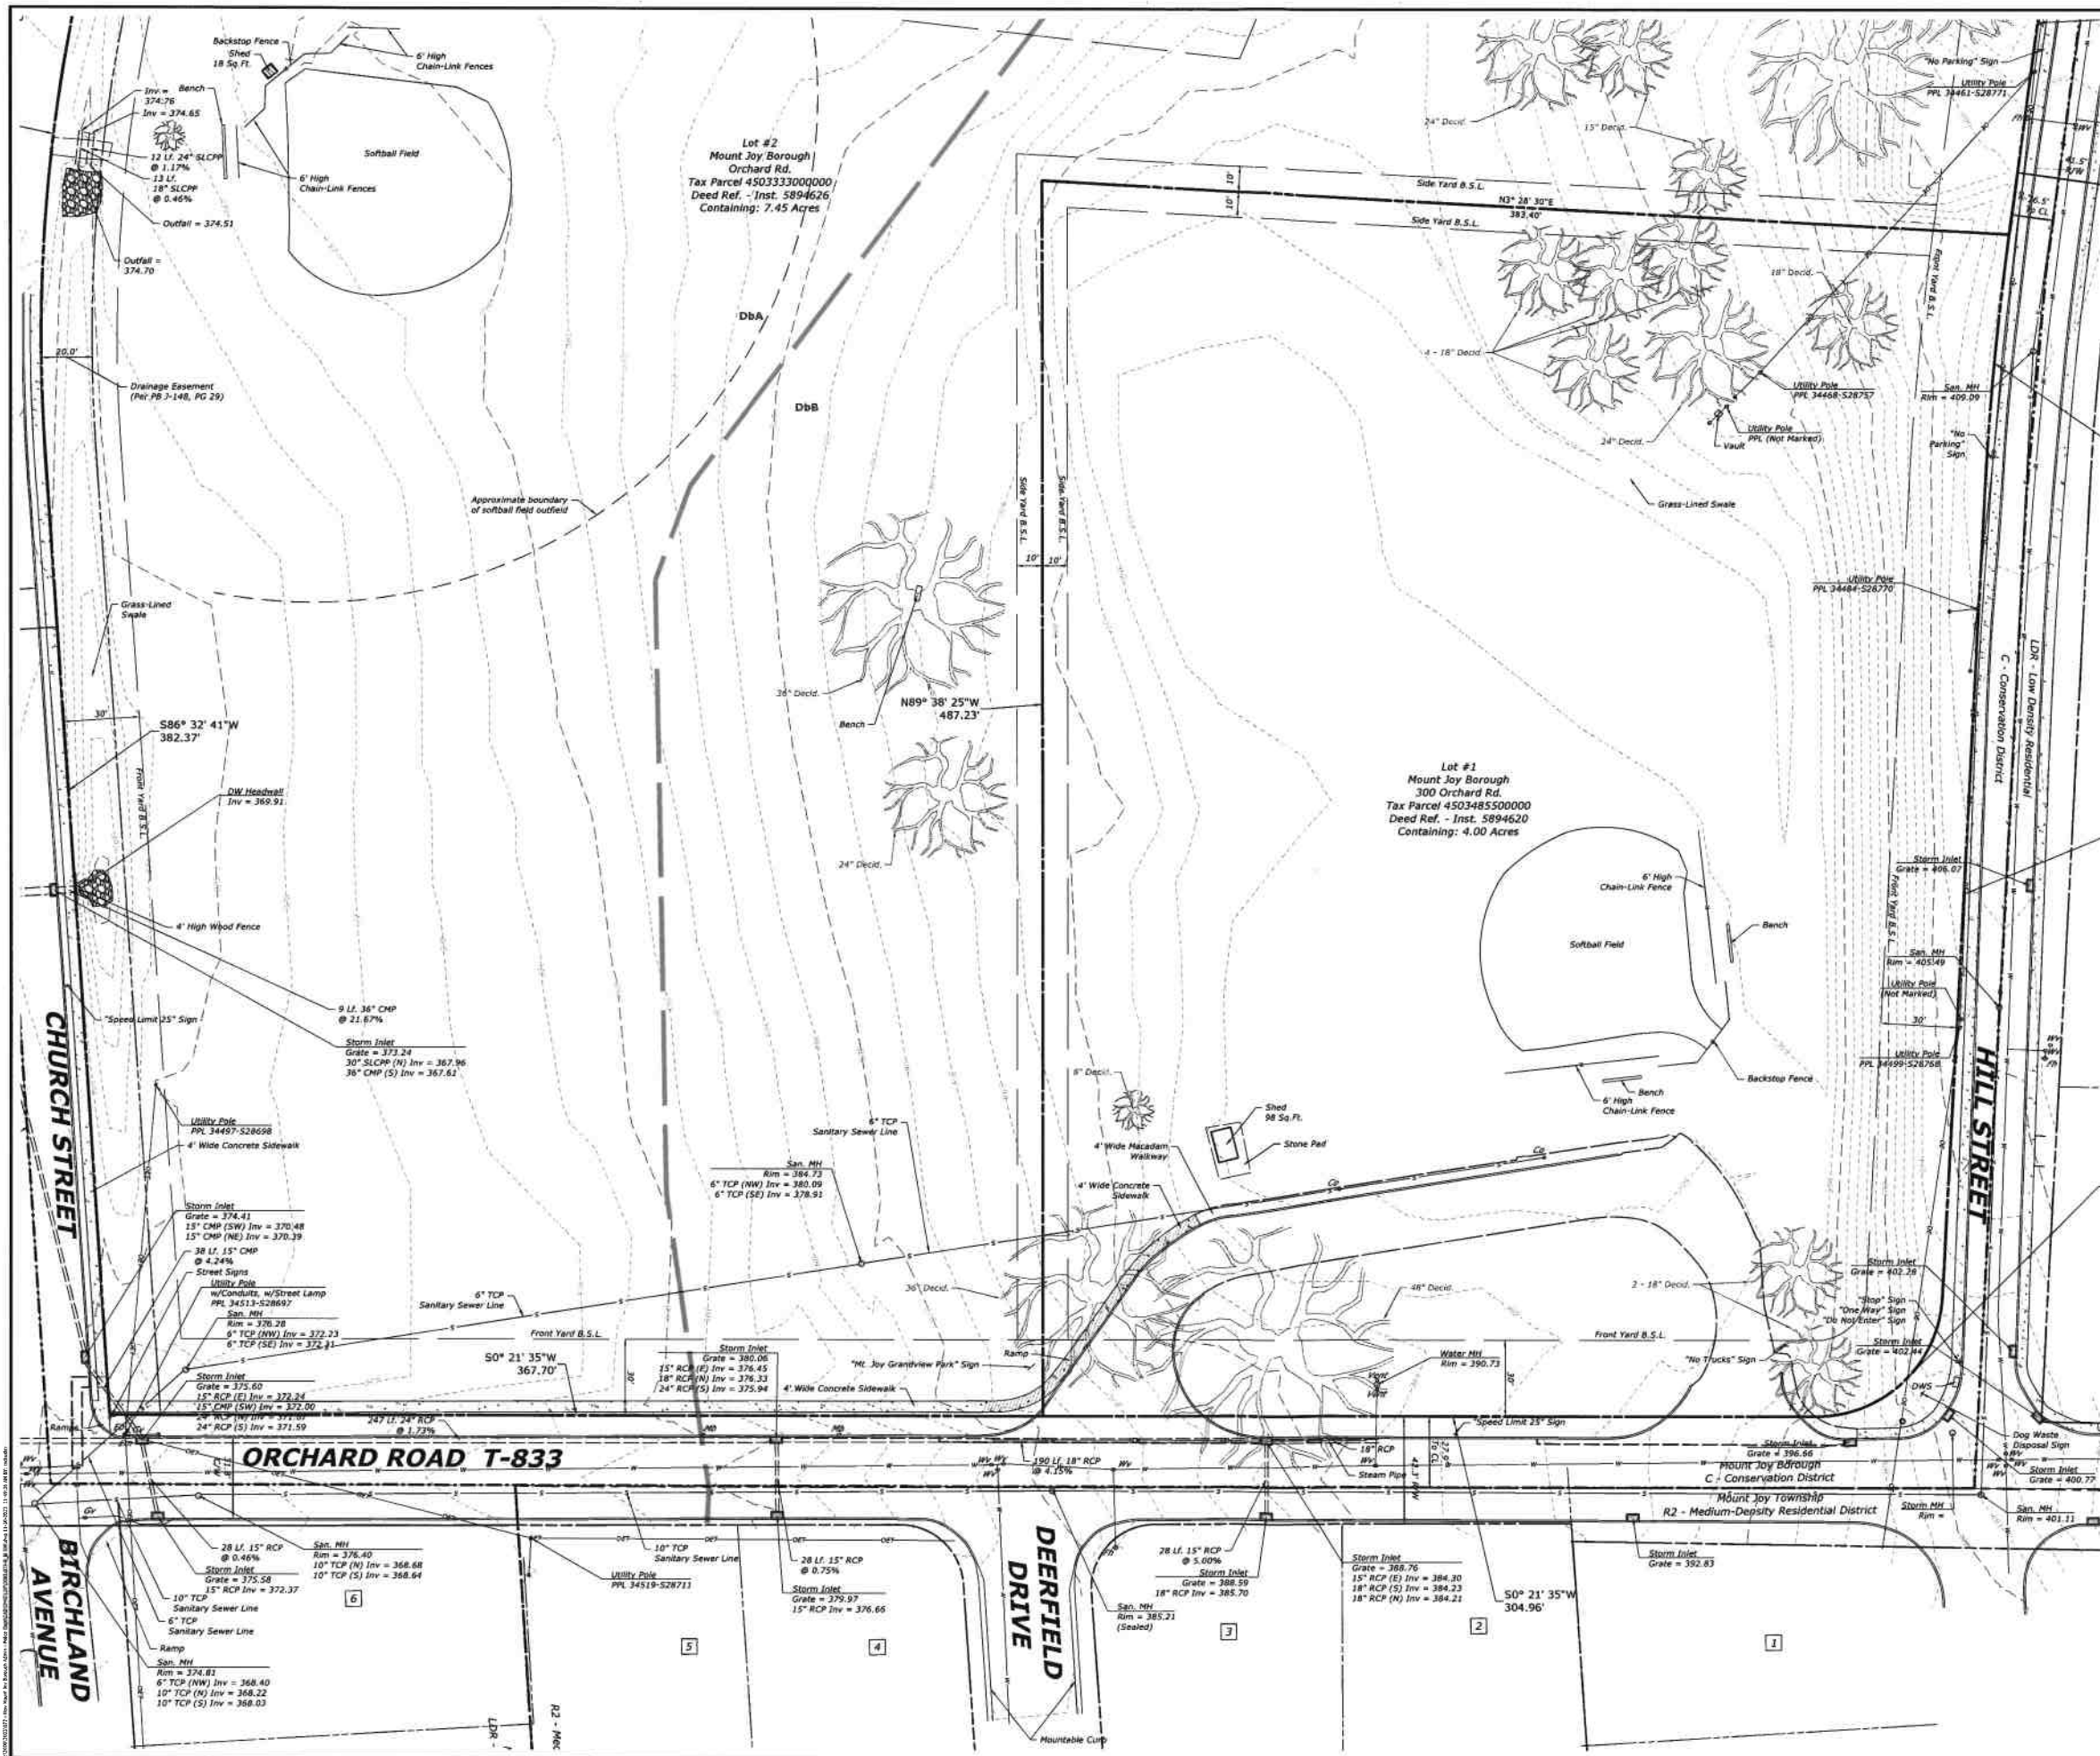 Backstop Fence
Shed
18 Sq.Ft.
6' High
Chain-Link Fences
Inv =
374.76
Bench
Inv = 374.65
12 Lf. 24" SLCPP
@ 1.17%
13 Lf.
18" SLCPP
@ 0.46%
Outfall = 374.51
Outfall =
374.70
6' High
Chain-Link Fences
Softball Field
Lot #2
Mount Joy Borough
Orchard Rd.
Tax Parcel 4503333000000
Deed Ref. - Inst. 5894626
Containing: 7.45 Acres
24" Decid.
15" Decid.
"No Parking" Sign
Utility Pole
PPL 34461-S28771
Side Yard B.S.L.
N3° 28' 30"E
383.40'
Side Yard B.S.L.
10'
10'
18" Decid.
Front Yard B.S.L.
20.0'
Drainage Easement
(Per PB J-148, PG 29)
DbA
DbB
4 - 18" Decid.
Utility Pole
PPL 34468-S28757
Utility Pole
PPL (Not Marked)
Vault
24" Decid.
San. MH
Rim = 409.09
"No
Parking"
Sign
Approximate boundary
of softball field outfield
Side Yard B.S.L.
Side Yard B.S.L.
10'
10'
Grass-Lined Swale
Utility Pole
PPL 34484-S28770
LDR - Low Density Residential
C - Conservation District
Grass-Lined
Swale
30'
S86° 32' 41"W
382.37'
Front Yard B.S.L.
36" Decid.
Bench
N89° 38' 25"W
487.23'
DW Headwall
Inv = 369.91
24" Decid.
Lot #1
Mount Joy Borough
300 Orchard Rd.
Tax Parcel 4503485500000
Deed Ref. - Inst. 5894620
Containing: 4.00 Acres
4' High Wood Fence
9 Lf. 36" CMP
@ 21.67%
"Speed Limit 25" Sign
Storm Inlet
Grate = 373.24
30" SLCPP (N) Inv = 367.96
36" CMP (S) Inv = 367.61
6' High
Chain-Link Fence
Bench
Softball Field
Storm Inlet
Grate = 406.07
Front Yard B.S.L.
San. MH
Rim = 405.49
Utility Pole
(Not Marked)
30'
Utility Pole
PPL 34499-S28768
Backstop Fence
Bench
6' High
Chain-Link Fence
CHURCH STREET
HILL STREET
Utility Pole
PPL 34497-S28698
4' Wide Concrete Sidewalk
8" Decid.
Shed
98 Sq.Ft.
Stone Pad
4' Wide Macadam
Walkway
4' Wide Concrete
Sidewalk
6" TCP
Sanitary Sewer Line
San. MH
Rim = 384.73
6" TCP (NW) Inv = 380.09
6" TCP (SE) Inv = 378.91
Storm Inlet
Grate = 374.41
15" CMP (SW) Inv = 370.48
15" CMP (NE) Inv = 370.39
38 Lf. 15" CMP
@ 4.24%
Street Signs
Utility Pole
w/Conduits, w/Street Lamp
PPL 34513-S28697
San. MH
Rim = 376.28
6" TCP (NW) Inv = 372.23
6" TCP (SE) Inv = 372.21
6" TCP
Sanitary Sewer Line
36" Decid.
48" Decid.
2 - 18" Decid.
Storm Inlet
Grate = 402.28
"Stop" Sign
"One Way" Sign
"Do Not Enter" Sign
Storm Inlet
Grate = 402.44
"No Trucks" Sign
DWS
Front Yard B.S.L.
Front Yard B.S.L.
S0° 21' 35"W
367.70'
30'
Storm Inlet
Grate = 380.06
15" RCP (E) Inv = 376.45
18" RCP (N) Inv = 376.33
24" RCP (S) Inv = 375.94
"Mt. Joy Grandview Park" Sign
Ramp
4' Wide Concrete Sidewalk
Water MH
Rim = 390.73
Vent
Vent
30'
Storm Inlet
Grate = 375.60
15" RCP (E) Inv = 372.24
15" CMP (SW) Inv = 372.00
24" RCP (S) Inv = 371.59
Ramps
247 Lf. 24" RCP
@ 1.73%
ORCHARD ROAD T-833
190 Lf. 18" RCP
@ 4.15%
18" RCP
Steam Pipe
"Speed Limit 25" Sign
Storm Inlet
Grate = 396.66
Mount Joy Borough
C - Conservation District
Mount Joy Township
R2 - Medium-Density Residential District
Dog Waste
Disposal Sign
Storm Inlet
Grate = 400.77
Storm MH
Rim =
San. MH
Rim = 401.11
28 Lf. 15" RCP
@ 0.46%
Storm Inlet
Grate = 375.58
15" RCP Inv = 372.37
San. MH
Rim = 376.40
10" TCP (N) Inv = 368.68
10" TCP (S) Inv = 368.64
10" TCP
Sanitary Sewer Line
6" TCP
Sanitary Sewer Line
Ramp
San. MH
Rim = 374.81
6" TCP (NW) Inv = 368.40
10" TCP (N) Inv = 368.22
10" TCP (S) Inv = 368.03
6
Utility Pole
PPL 34519-S28711
10" TCP
Sanitary Sewer Line
28 Lf. 15" RCP
@ 0.75%
Storm Inlet
Grate = 379.97
15" RCP Inv = 376.66
5
4
DEERFIELD
DRIVE
San. MH
Rim = 385.21
(Sealed)
28 Lf. 15" RCP
@ 5.00%
Storm Inlet
Grate = 388.59
18" RCP Inv = 385.70
3
Storm Inlet
Grate = 388.76
15" RCP (E) Inv = 384.30
18" RCP (S) Inv = 384.23
18" RCP (N) Inv = 384.21
S0° 21' 35"W
304.96'
2
Storm Inlet
Grate = 392.83
1
BIRCHLAND
AVENUE
LDR -
Mountable Curb